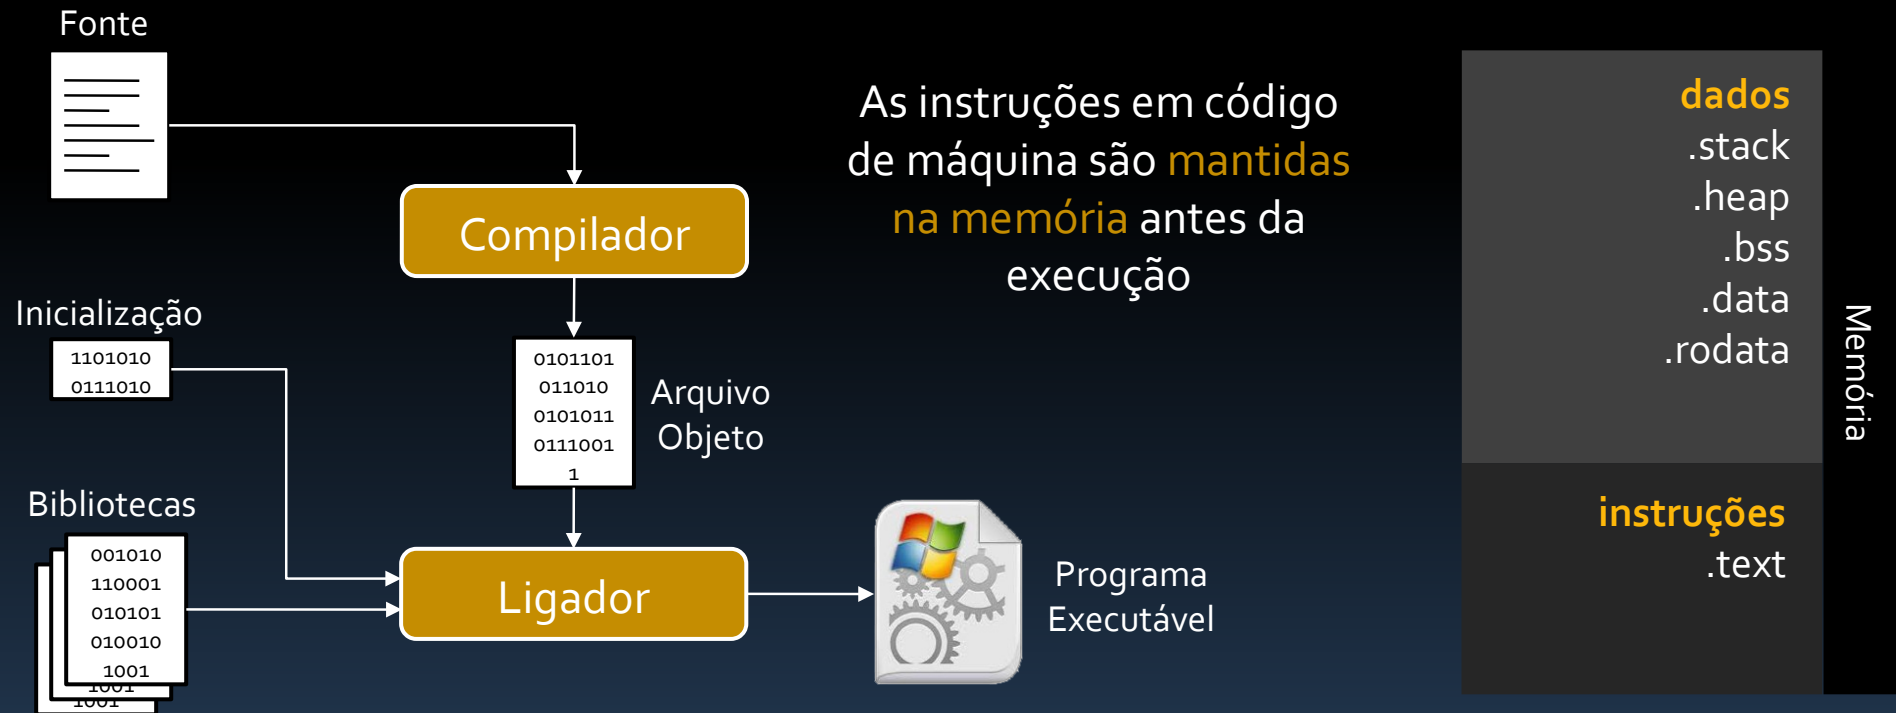 Fonte
Compilador
Inicialização
1101010
0111010
0101101
011010
0101011
0111001
1
Arquivo
Objeto
Bibliotecas
001010
110001
010101
010010
1001
1001
1001
Ligador
Programa
Executável
As instruções em código
de máquina são mantidas
na memória antes da
execução
dados
.stack
.heap
.bss
.data
.rodata
instruções
.text
Memória